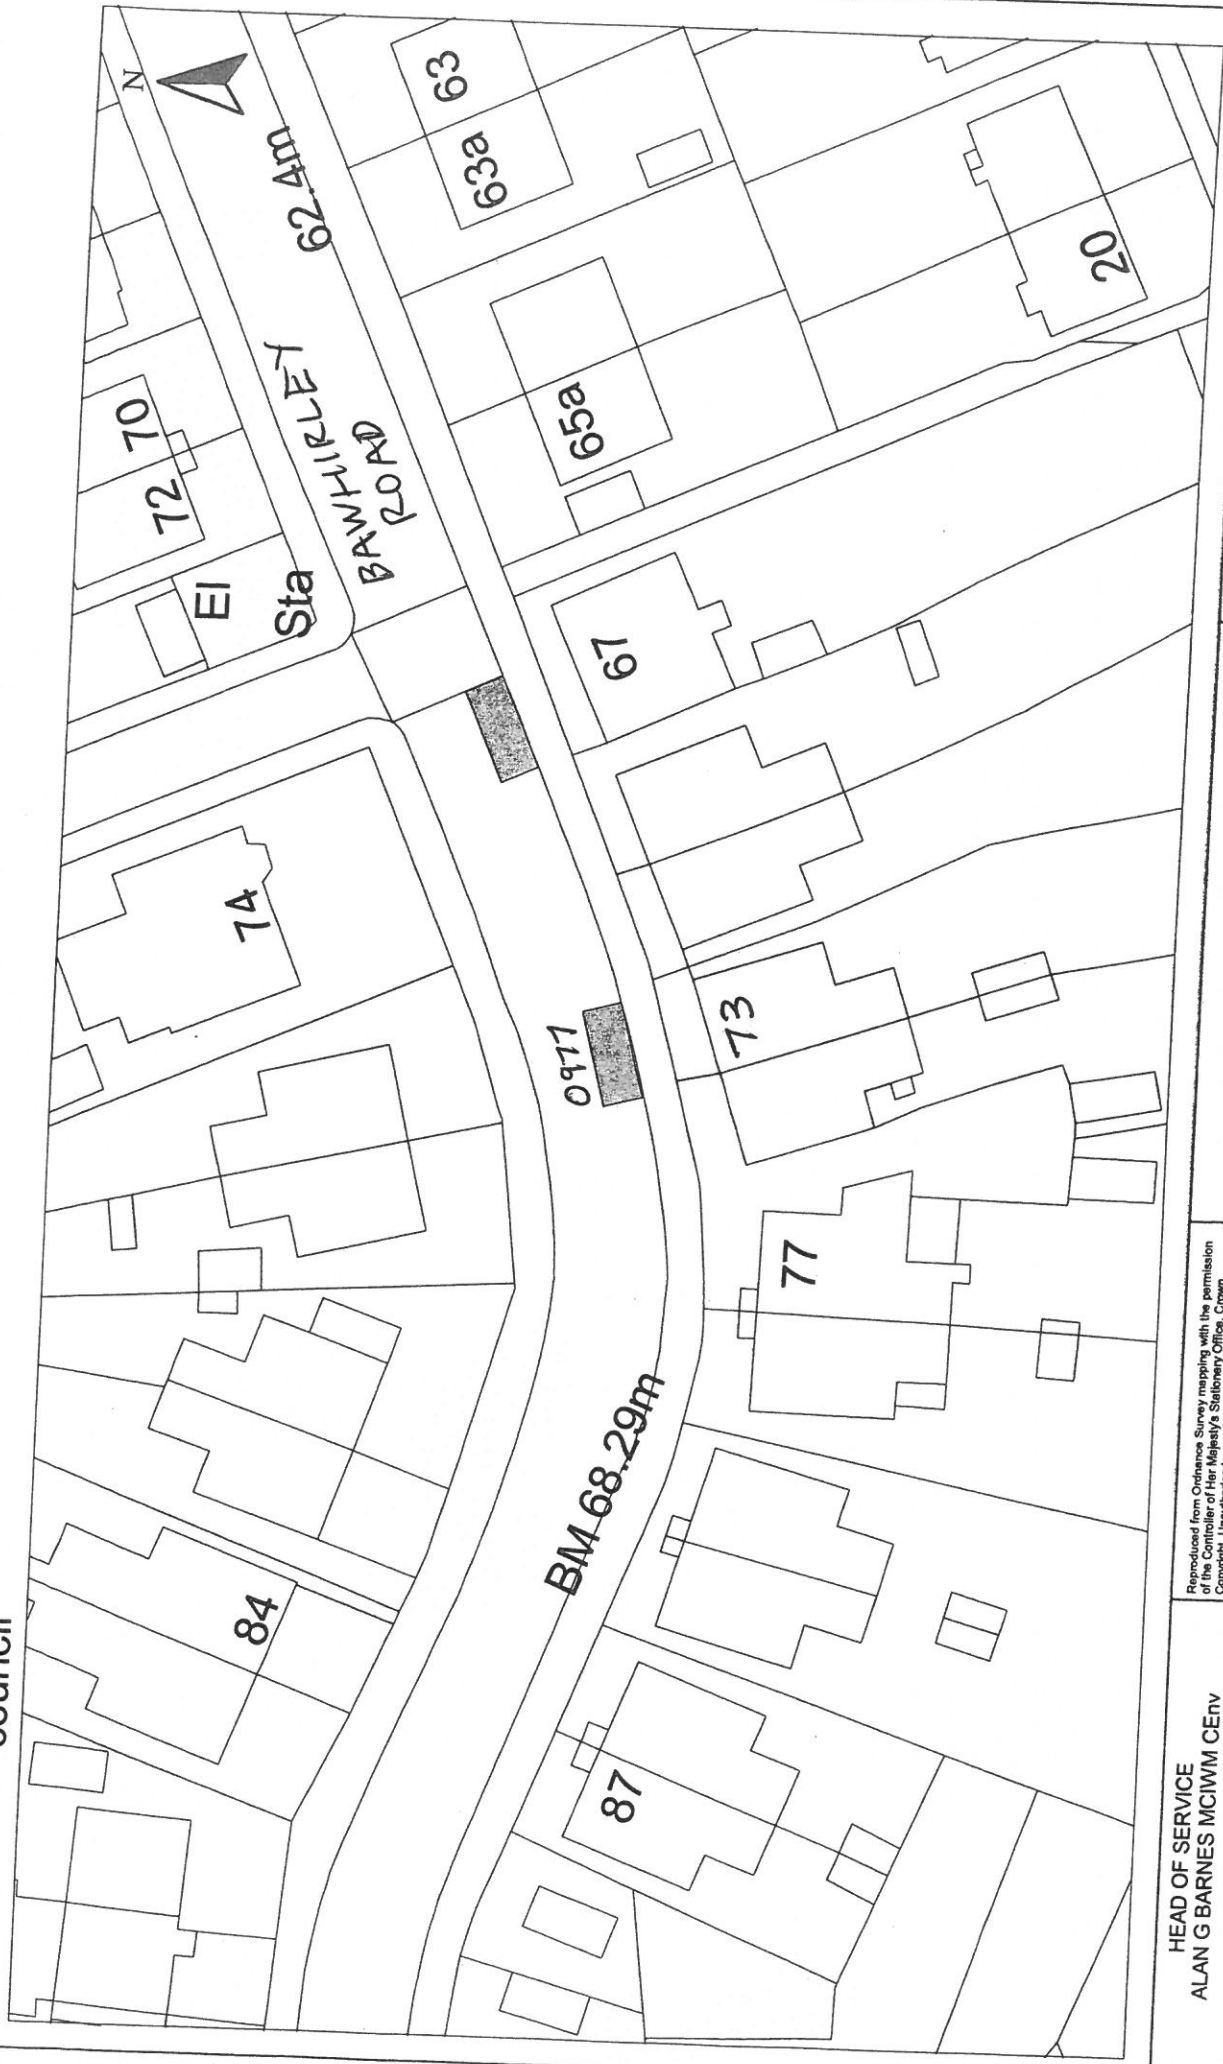 N
62.4m
63
63a
70
72
BAWHIRLEY
ROAD
El
Sta
65a
20
67
74
0977
73
77
BM 68.29m
84
87
HEAD OF SERVICE
ALAN G BARNES MCIWM CEnv
Reproduced from Ordnance Survey mapping with the permission
of the Controller of Her Majesty's Stationery Office, Crown